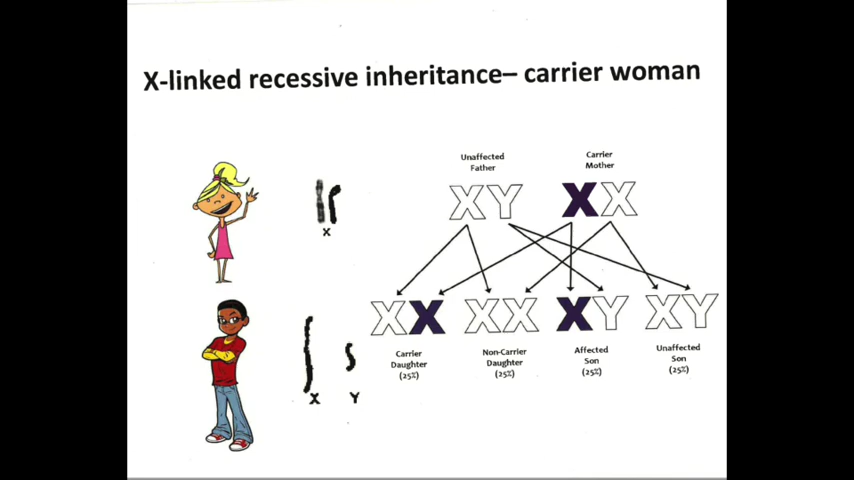 X-linked recessive inheritance– carrier woman
Unaffected
Father
Carrier
Mother
XY
XX
X
XX
XX
XY
XY
X
Y
Carrier
Daughter
(25%)
Non-Carrier
Daughter
(25%)
Affected
Son
(25%)
Unaffected
Son
(25%)